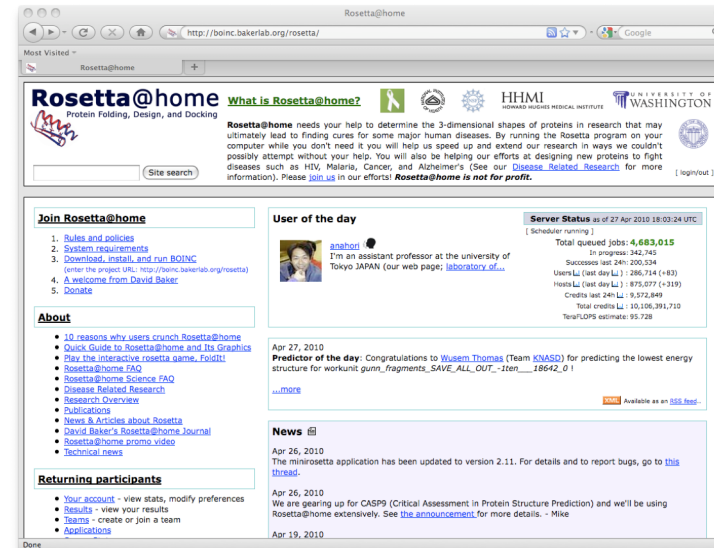 Rosetta@home
http://boinc.bakerlab.org/rosetta/
Google
Most Visited
Rosetta@home
Rosetta@home
Protein Folding, Design, and Docking
What is Rosetta@home?
HHMI
HOWARD HUGHES MEDICAL INSTITUTE
UNIVERSITY OF
WASHINGTON
Rosetta@home needs your help to determine the 3-dimensional shapes of proteins in research that may
ultimately lead to finding cures for some major human diseases. By running the Rosetta program on your
computer while you don't need it you will help us speed up and extend our research in ways we couldn't
possibly attempt without your help. You will also be helping our efforts at designing new proteins to fight
diseases such as HIV, Malaria, Cancer, and Alzheimer's (See our Disease Related Research for more
information). Please join us in our efforts! Rosetta@home is not for profit.
Site search
[ login/out ]
Join Rosetta@home
1. Rules and policies
2. System requirements
3. Download, install, and run BOINC
(enter the project URL: http://boinc.bakerlab.org/rosetta)
4. A welcome from David Baker
5. Donate
About
10 reasons why users crunch Rosetta@home
Quick Guide to Rosetta@home and Its Graphics
Play the interactive rosetta game, FoldIt!
Rosetta@home FAQ
Rosetta@home Science FAQ
Disease Related Research
Research Overview
Publications
News & Articles about Rosetta
David Baker's Rosetta@home Journal
Rosetta@home promo video
Technical news
Returning participants
Your account - view stats, modify preferences
Results - view your results
Teams - create or join a team
Applications
User of the day
anahori
I'm an assistant professor at the university of
Tokyo JAPAN (our web page; laboratory of...
Server Status as of 27 Apr 2010 18:03:24 UTC
[ Scheduler running ]
Total queued jobs: 4,683,015
In progress: 342,745
Successes last 24h: 200,534
Users (last day ) : 286,714 (+83)
Hosts (last day ) : 875,077 (+319)
Credits last 24h : 9,572,849
Total credits : 10,106,391,710
TeraFLOPS estimate: 95.728
Apr 27, 2010
Predictor of the day: Congratulations to Wusem Thomas (Team KNASD) for predicting the lowest energy
structure for workunit gunn_fragments_SAVE_ALL_OUT_-1ten___18642_0 !
...more
XML Available as an RSS feed..
News
Apr 26, 2010
The minirosetta application has been updated to version 2.11. For details and to report bugs, go to this
thread.
Apr 26, 2010
We are gearing up for CASP9 (Critical Assessment in Protein Structure Prediction) and we'll be using
Rosetta@home extensively. See the announcement for more details. - Mike
Apr 19, 2010
Done